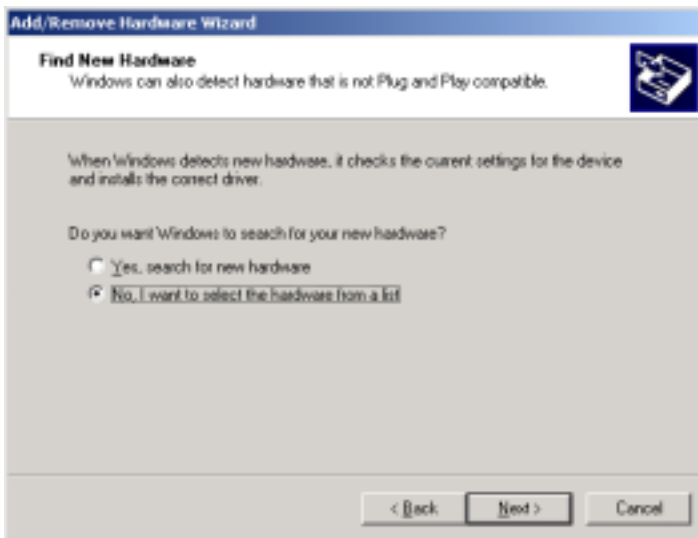 Add/Remove Hardware Wizard
Find New Hardware
Windows can also detect hardware that is not Plug and Play compatible.
When Windows detects new hardware, it checks the current settings for the device
and installs the correct driver.
Do you want Windows to search for your new hardware?
Yes, search for new hardware
No, I want to select the hardware from a list
< Back
Next >
Cancel